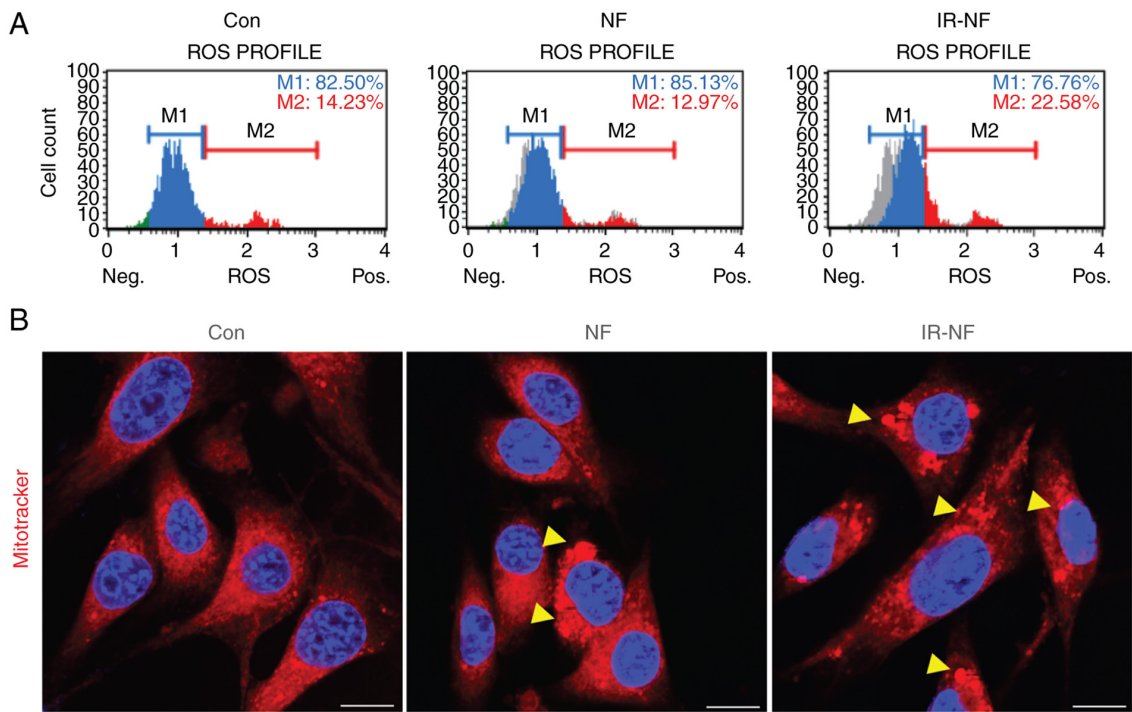 A
Con
NF
IR-NF
ROS PROFILE
ROS PROFILE
ROS PROFILE
M1: 82.50%
M2: 14.23%
M1: 85.13%
M2: 12.97%
M1: 76.76%
M2: 22.58%
Cell count
100
90
80
70
60
50
40
30
20
10
0
M1
M2
0 1 2 3 4
Neg. ROS Pos.
100
90
80
70
60
50
40
30
20
10
0
M1
M2
0 1 2 3 4
Neg. ROS Pos.
100
90
80
70
60
50
40
30
20
10
0
M1
M2
0 1 2 3 4
Neg. ROS Pos.
B
Con
NF
IR-NF
Mitotracker